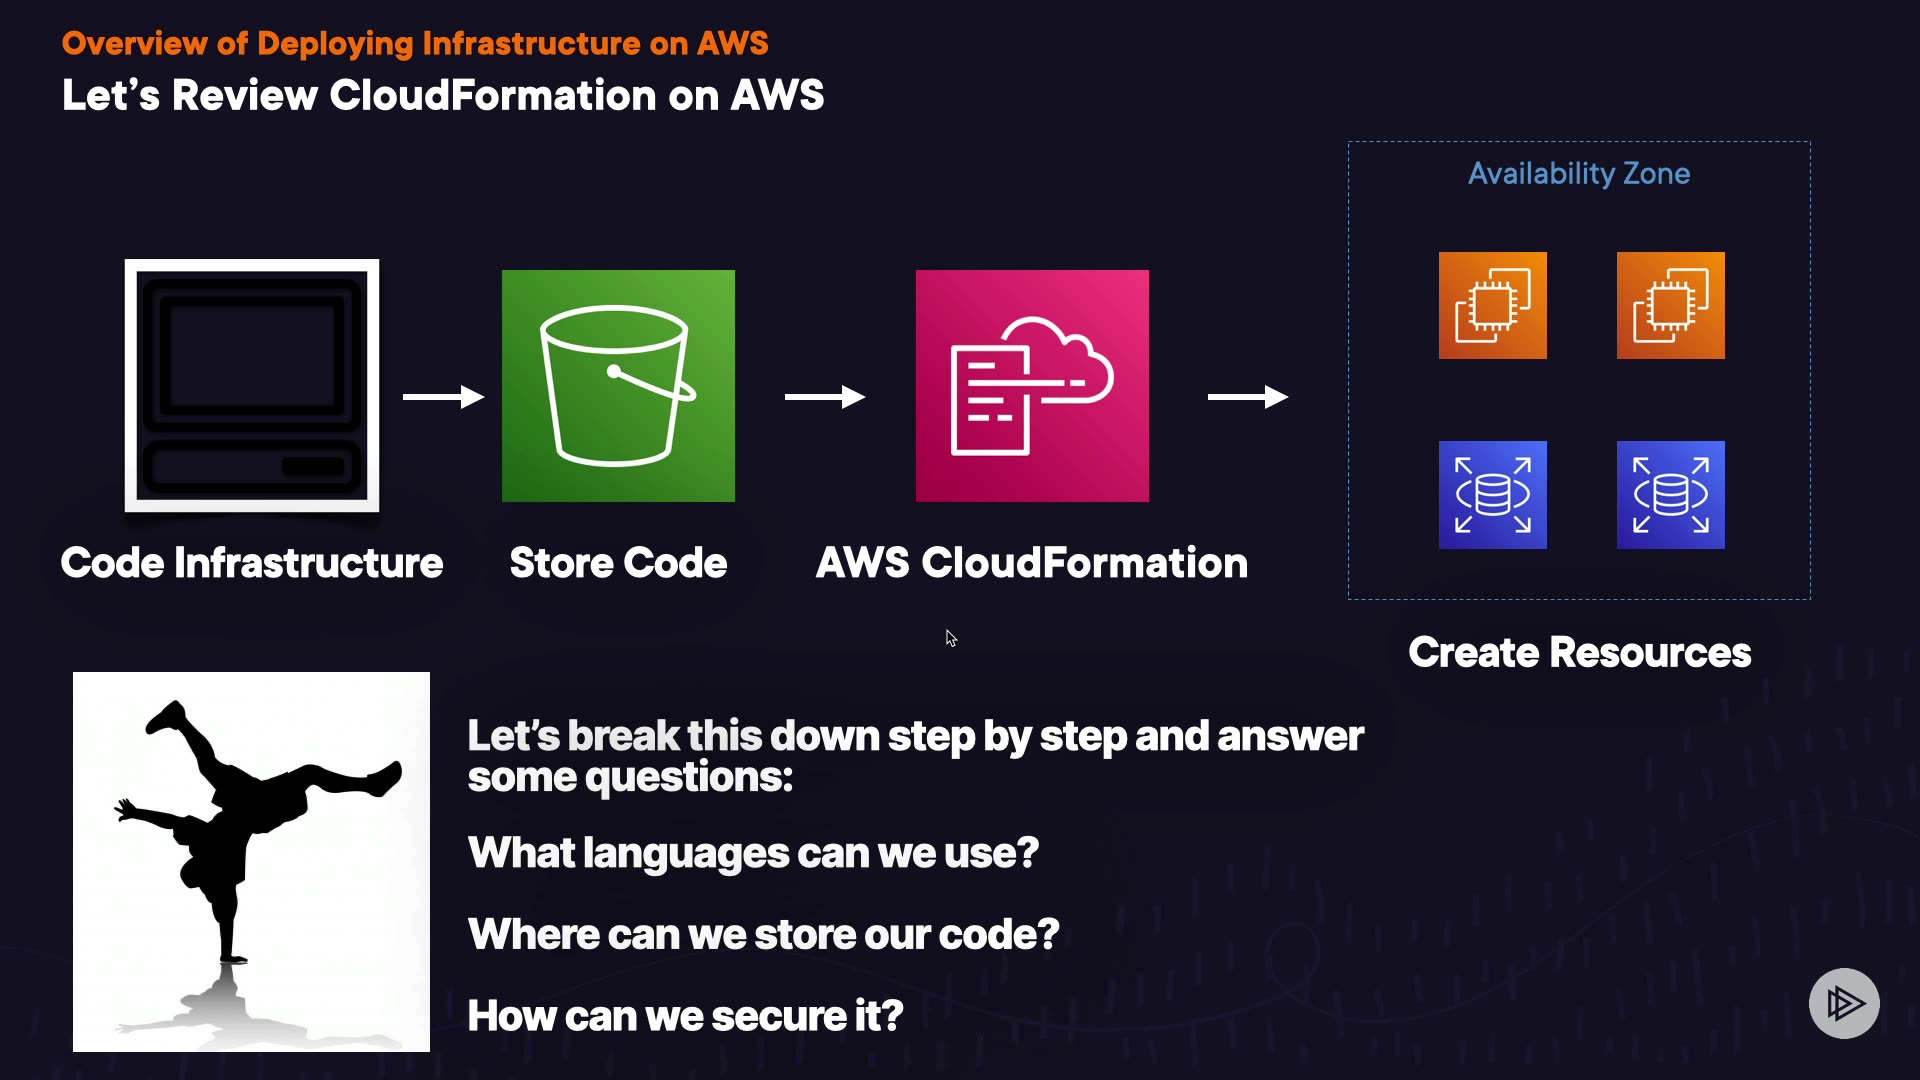 Overview of Deploying Infrastructure on AWS
Let’s Review CloudFormation on AWS
Availability Zone
Code Infrastructure
Store Code
AWS CloudFormation
Create Resources
Let’s break this down step by step and answer
some questions:
What languages can we use?
Where can we store our code?
How can we secure it?